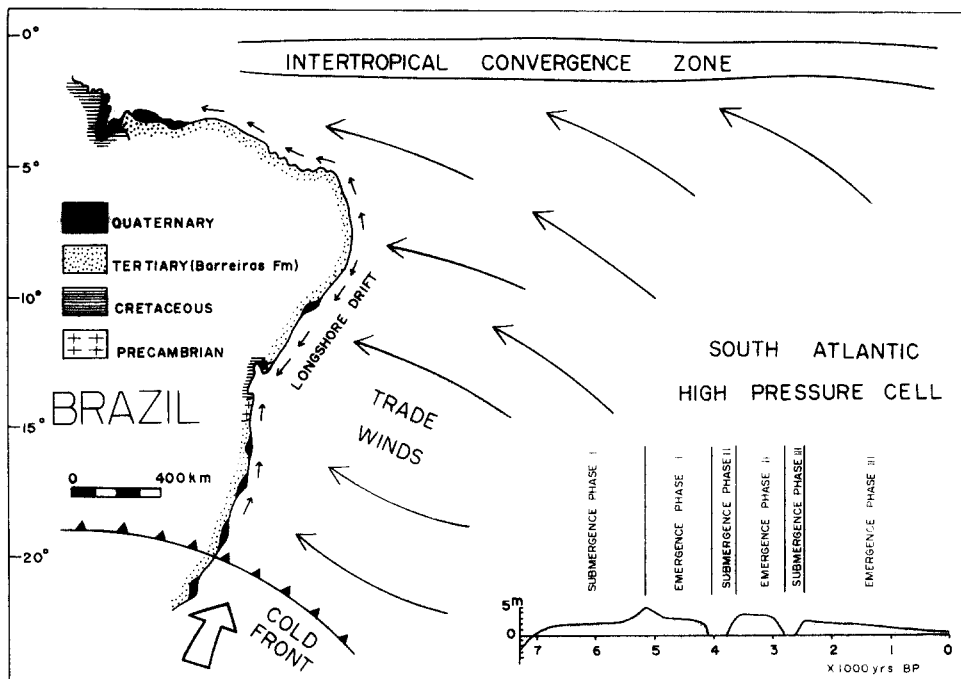 0°
INTERTROPICAL CONVERGENCE ZONE
-5°
QUATERNARY
TERTIARY (Barreiras Fm)
CRETACEOUS
PRECAMBRIAN
-10°
LONGSHORE DRIFT
SOUTH ATLANTIC
HIGH PRESSURE CELL
BRAZIL
TRADE
WINDS
-15°
0 400 km
-20°
COLD
FRONT
SUBMERGENCE PHASE I
EMERGENCE PHASE I
SUBMERGENCE PHASE II
EMERGENCE PHASE II
SUBMERGENCE PHASE III
EMERGENCE PHASE III
5m
0
7 6 5 4 3 2 1 0
X 1000 yrs BP